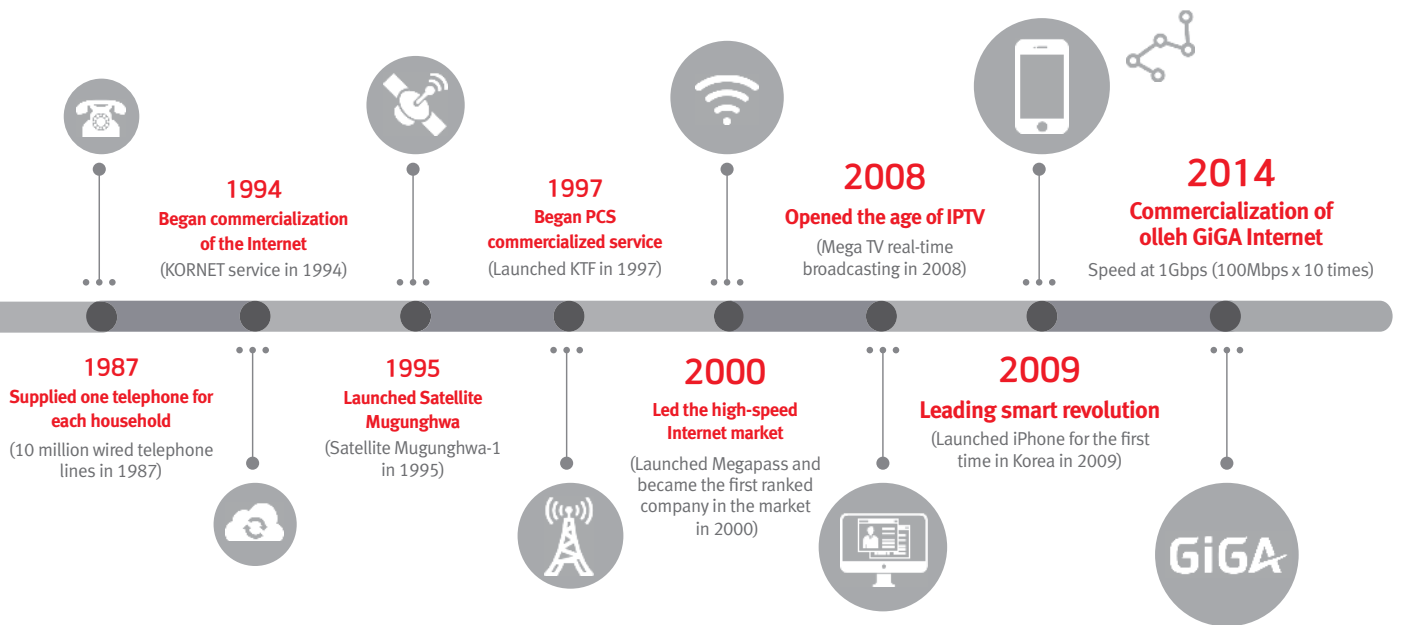 1987
Supplied one telephone for
each household
(10 million wired telephone
lines in 1987)
1994
Began commercialization
of the Internet
(KORNET service in 1994)
1995
Launched Satellite
Mugunghwa
(Satellite Mugunghwa-1
in 1995)
1997
Began PCS
commercialized service
(Launched KTF in 1997)
2000
Led the high-speed
Internet market
(Launched Megapass and
became the first ranked
company in the market
in 2000)
2008
Opened the age of IPTV
(Mega TV real-time
broadcasting in 2008)
2009
Leading smart revolution
(Launched iPhone for the first
time in Korea in 2009)
2014
Commercialization of
olleh GiGA Internet
Speed at 1Gbps (100Mbps x 10 times)
GiGA